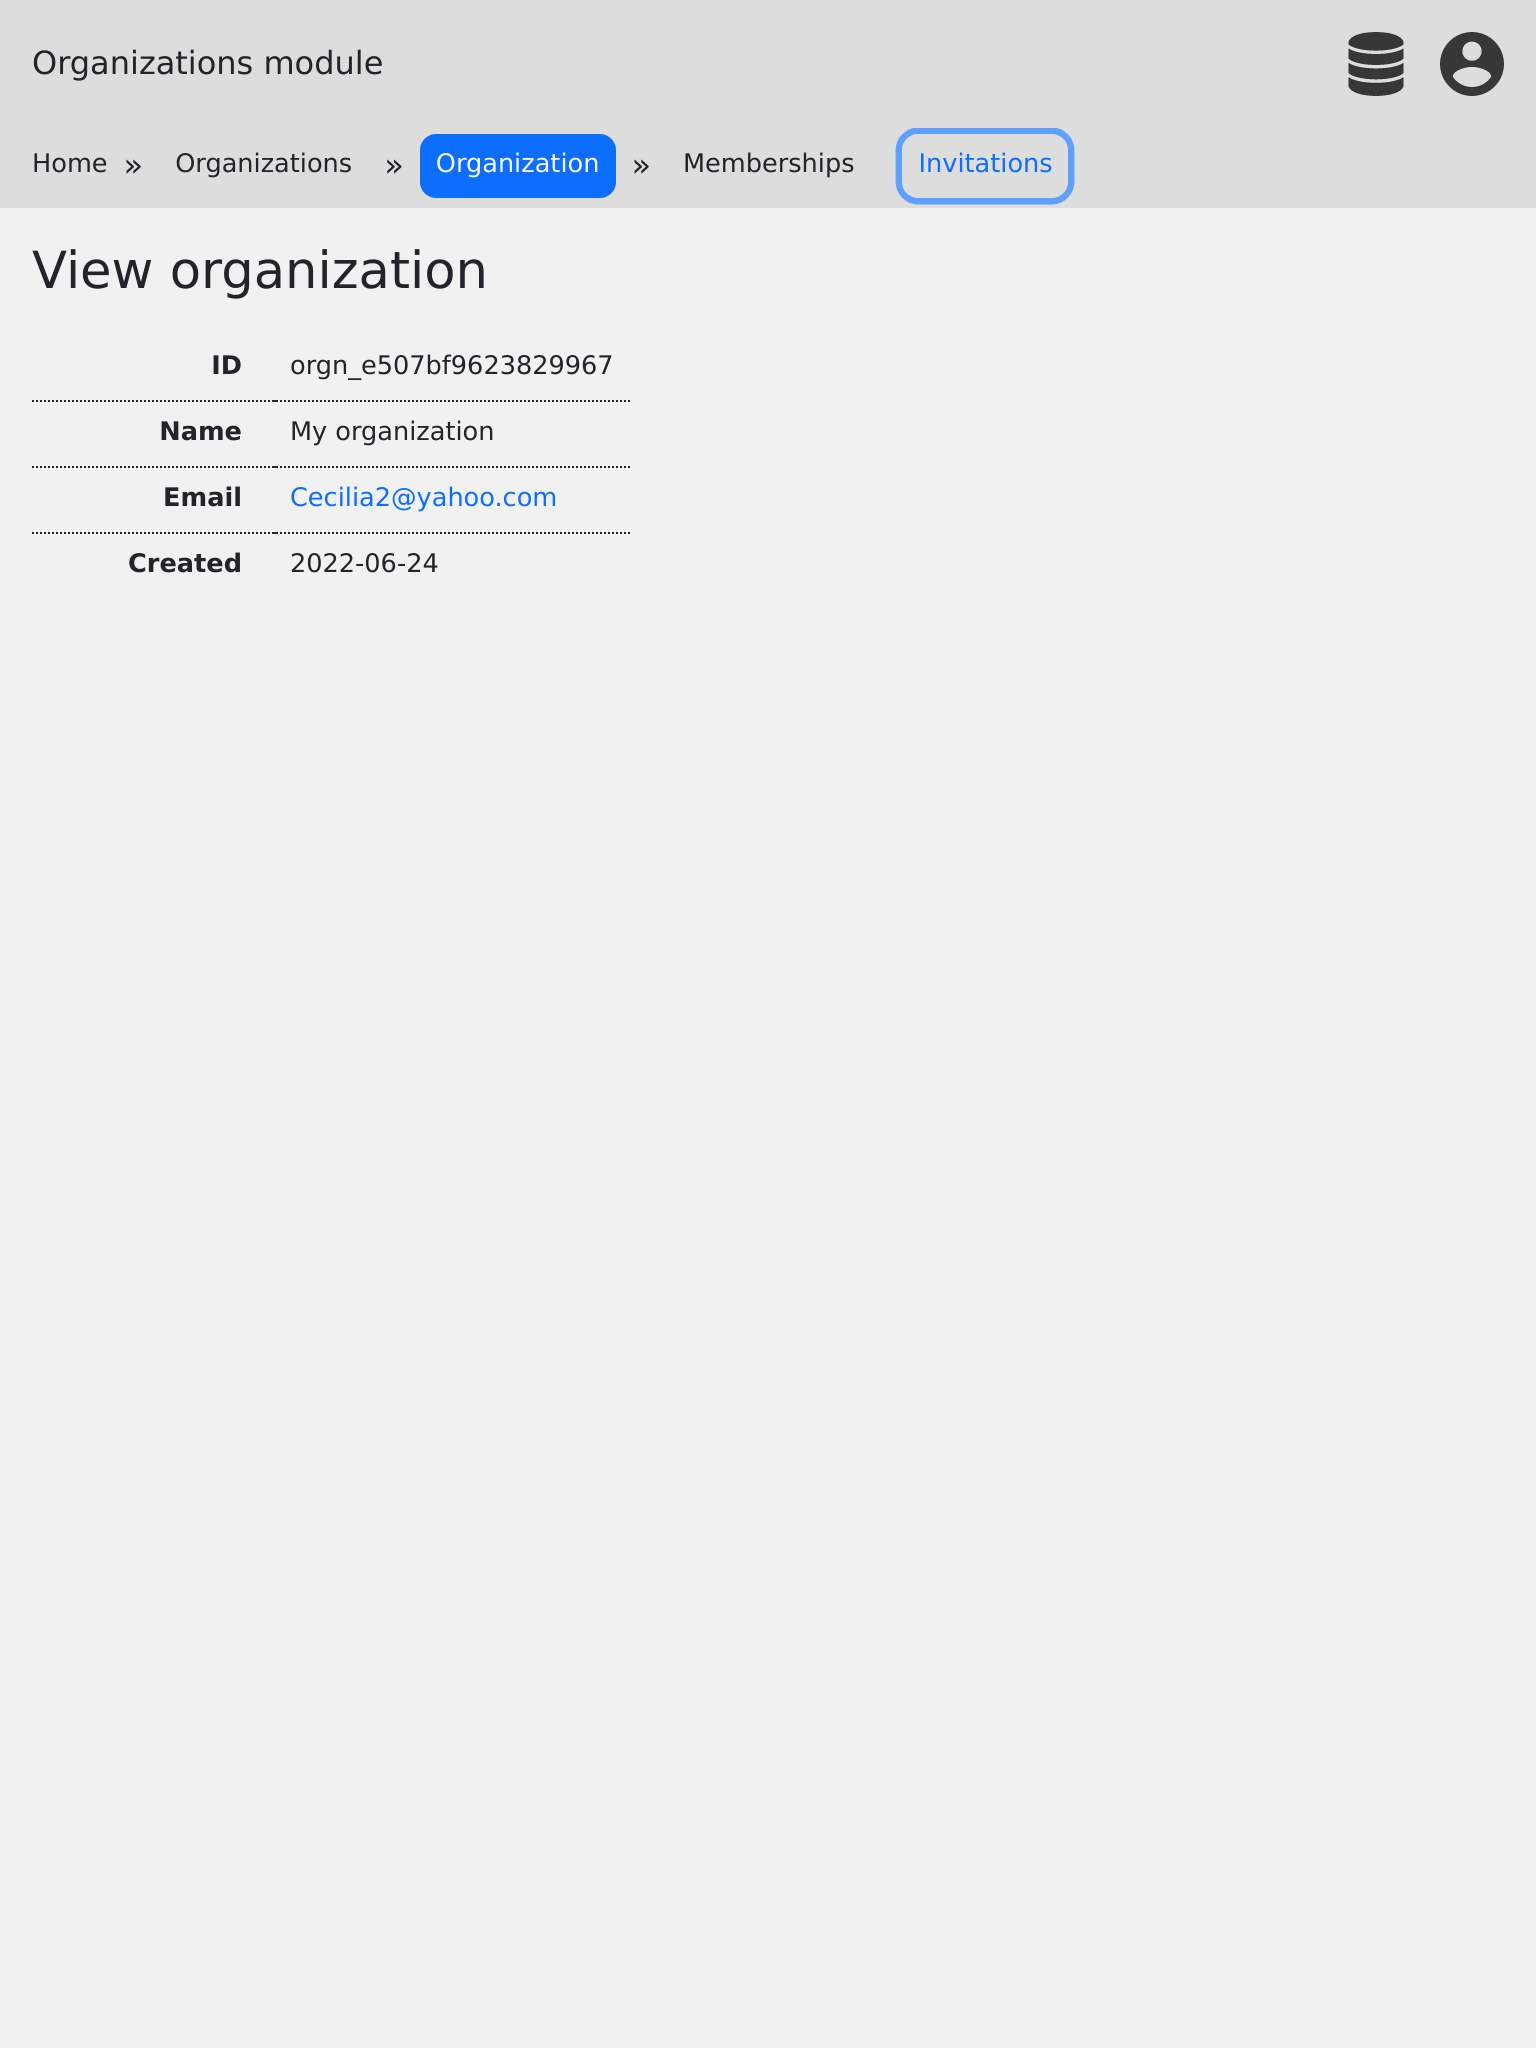 Organizations module
Home » Organizations » Organization » Memberships Invitations
View organization
ID orgn_e507bf9623829967
Name My organization
Email Cecilia2@yahoo.com
Created 2022-06-24